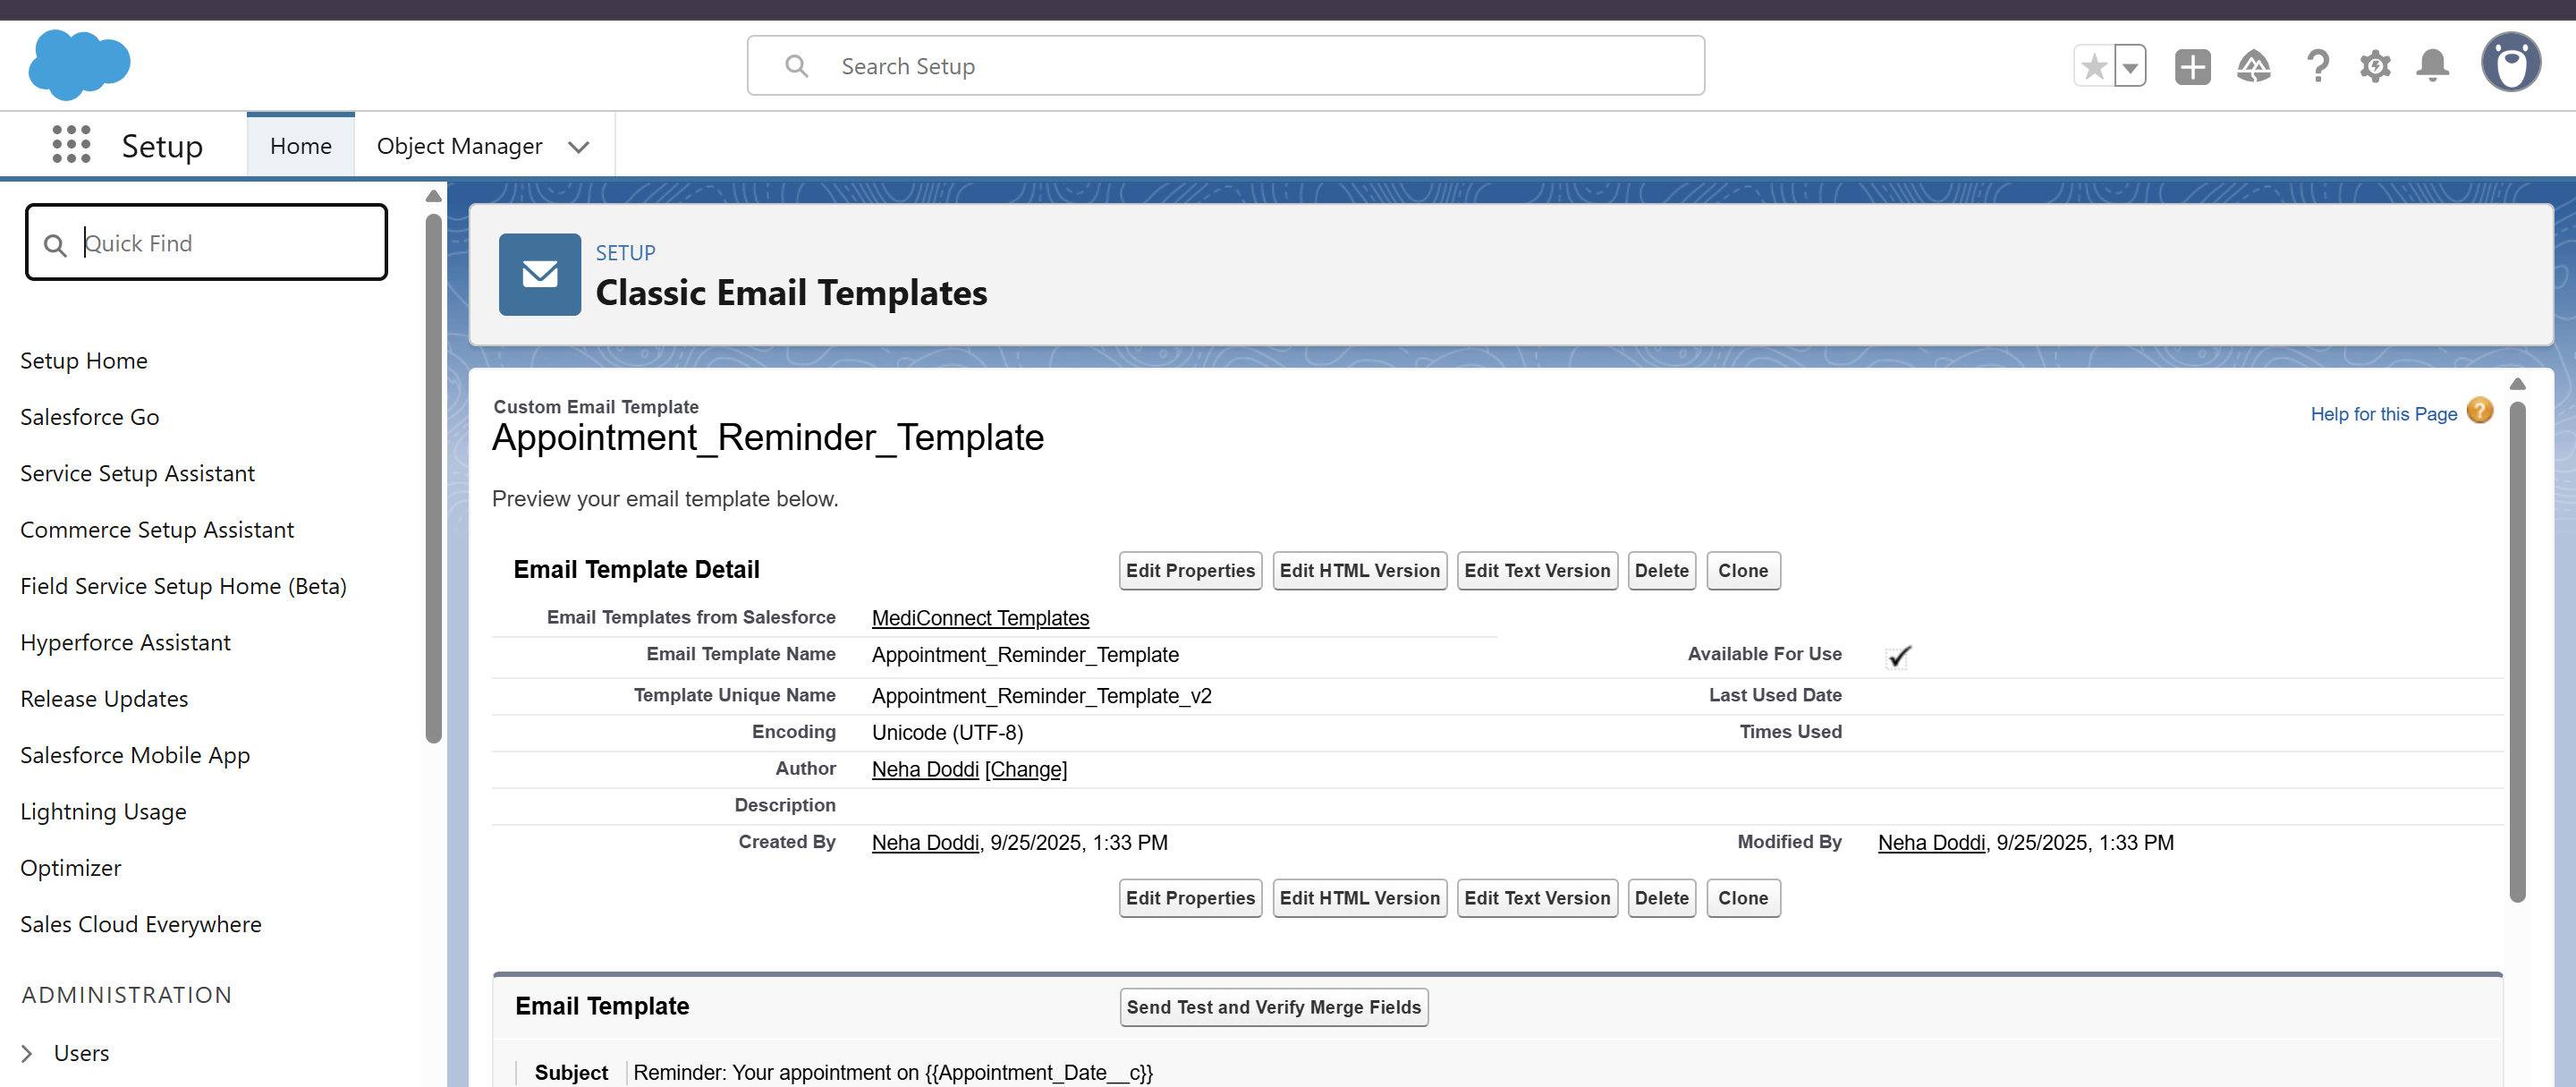 Search Setup
Setup
Home
Object Manager
Quick Find
Setup Home
Salesforce Go
Service Setup Assistant
Commerce Setup Assistant
Field Service Setup Home (Beta)
Hyperforce Assistant
Release Updates
Salesforce Mobile App
Lightning Usage
Optimizer
Sales Cloud Everywhere
ADMINISTRATION
Users
SETUP
Classic Email Templates
Custom Email Template
Appointment_Reminder_Template
Help for this Page ?
Preview your email template below.
Email Template Detail
Edit Properties Edit HTML Version Edit Text Version Delete Clone
Email Templates from Salesforce MediConnect Templates
Email Template Name Appointment_Reminder_Template Available For Use
Template Unique Name Appointment_Reminder_Template_v2 Last Used Date
Encoding Unicode (UTF-8) Times Used
Author Neha Doddi [Change]
Description
Created By Neha Doddi, 9/25/2025, 1:33 PM Modified By Neha Doddi, 9/25/2025, 1:33 PM
Edit Properties Edit HTML Version Edit Text Version Delete Clone
Email Template
Send Test and Verify Merge Fields
Subject Reminder: Your appointment on {{Appointment_Date__c}}